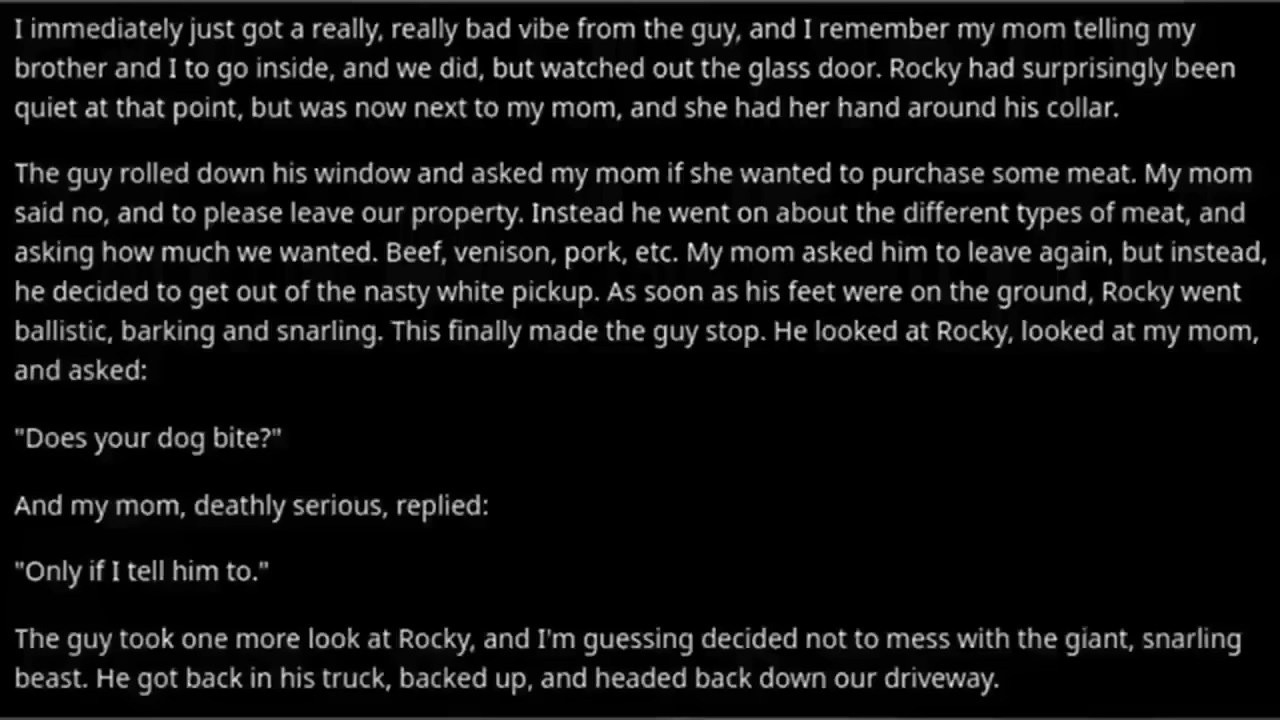 I immediately just got a really, really bad vibe from the guy, and I remember my mom telling my
brother and I to go inside, and we did, but watched out the glass door. Rocky had surprisingly been
quiet at that point, but was now next to my mom, and she had her hand around his collar.
The guy rolled down his window and asked my mom if she wanted to purchase some meat. My mom
said no, and to please leave our property. Instead he went on about the different types of meat, and
asking how much we wanted. Beef, venison, pork, etc. My mom asked him to leave again, but instead,
he decided to get out of the nasty white pickup. As soon as his feet were on the ground, Rocky went
ballistic, barking and snarling. This finally made the guy stop. He looked at Rocky, looked at my mom,
and asked:
"Does your dog bite?"
And my mom, deathly serious, replied:
"Only if I tell him to."
The guy took one more look at Rocky, and I'm guessing decided not to mess with the giant, snarling
beast. He got back in his truck, backed up, and headed back down our driveway.